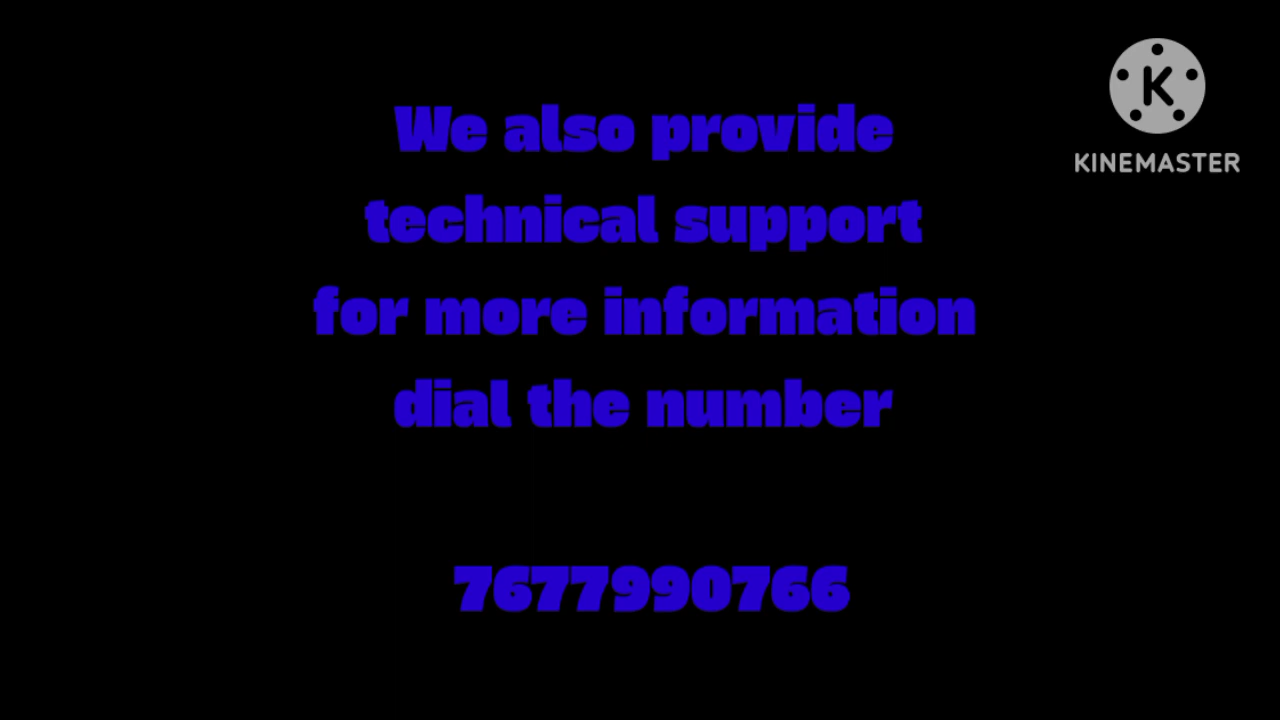 We also provide
technical support
for more information
dial the number
7677990766
KINEMASTER